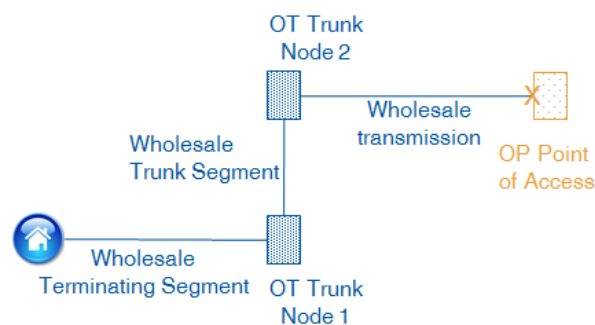 OT Trunk
Node 2
Wholesale
transmission
X
OP Point
of Access
Wholesale
Trunk Segment
Wholesale
Terminating Segment
OT Trunk
Node 1